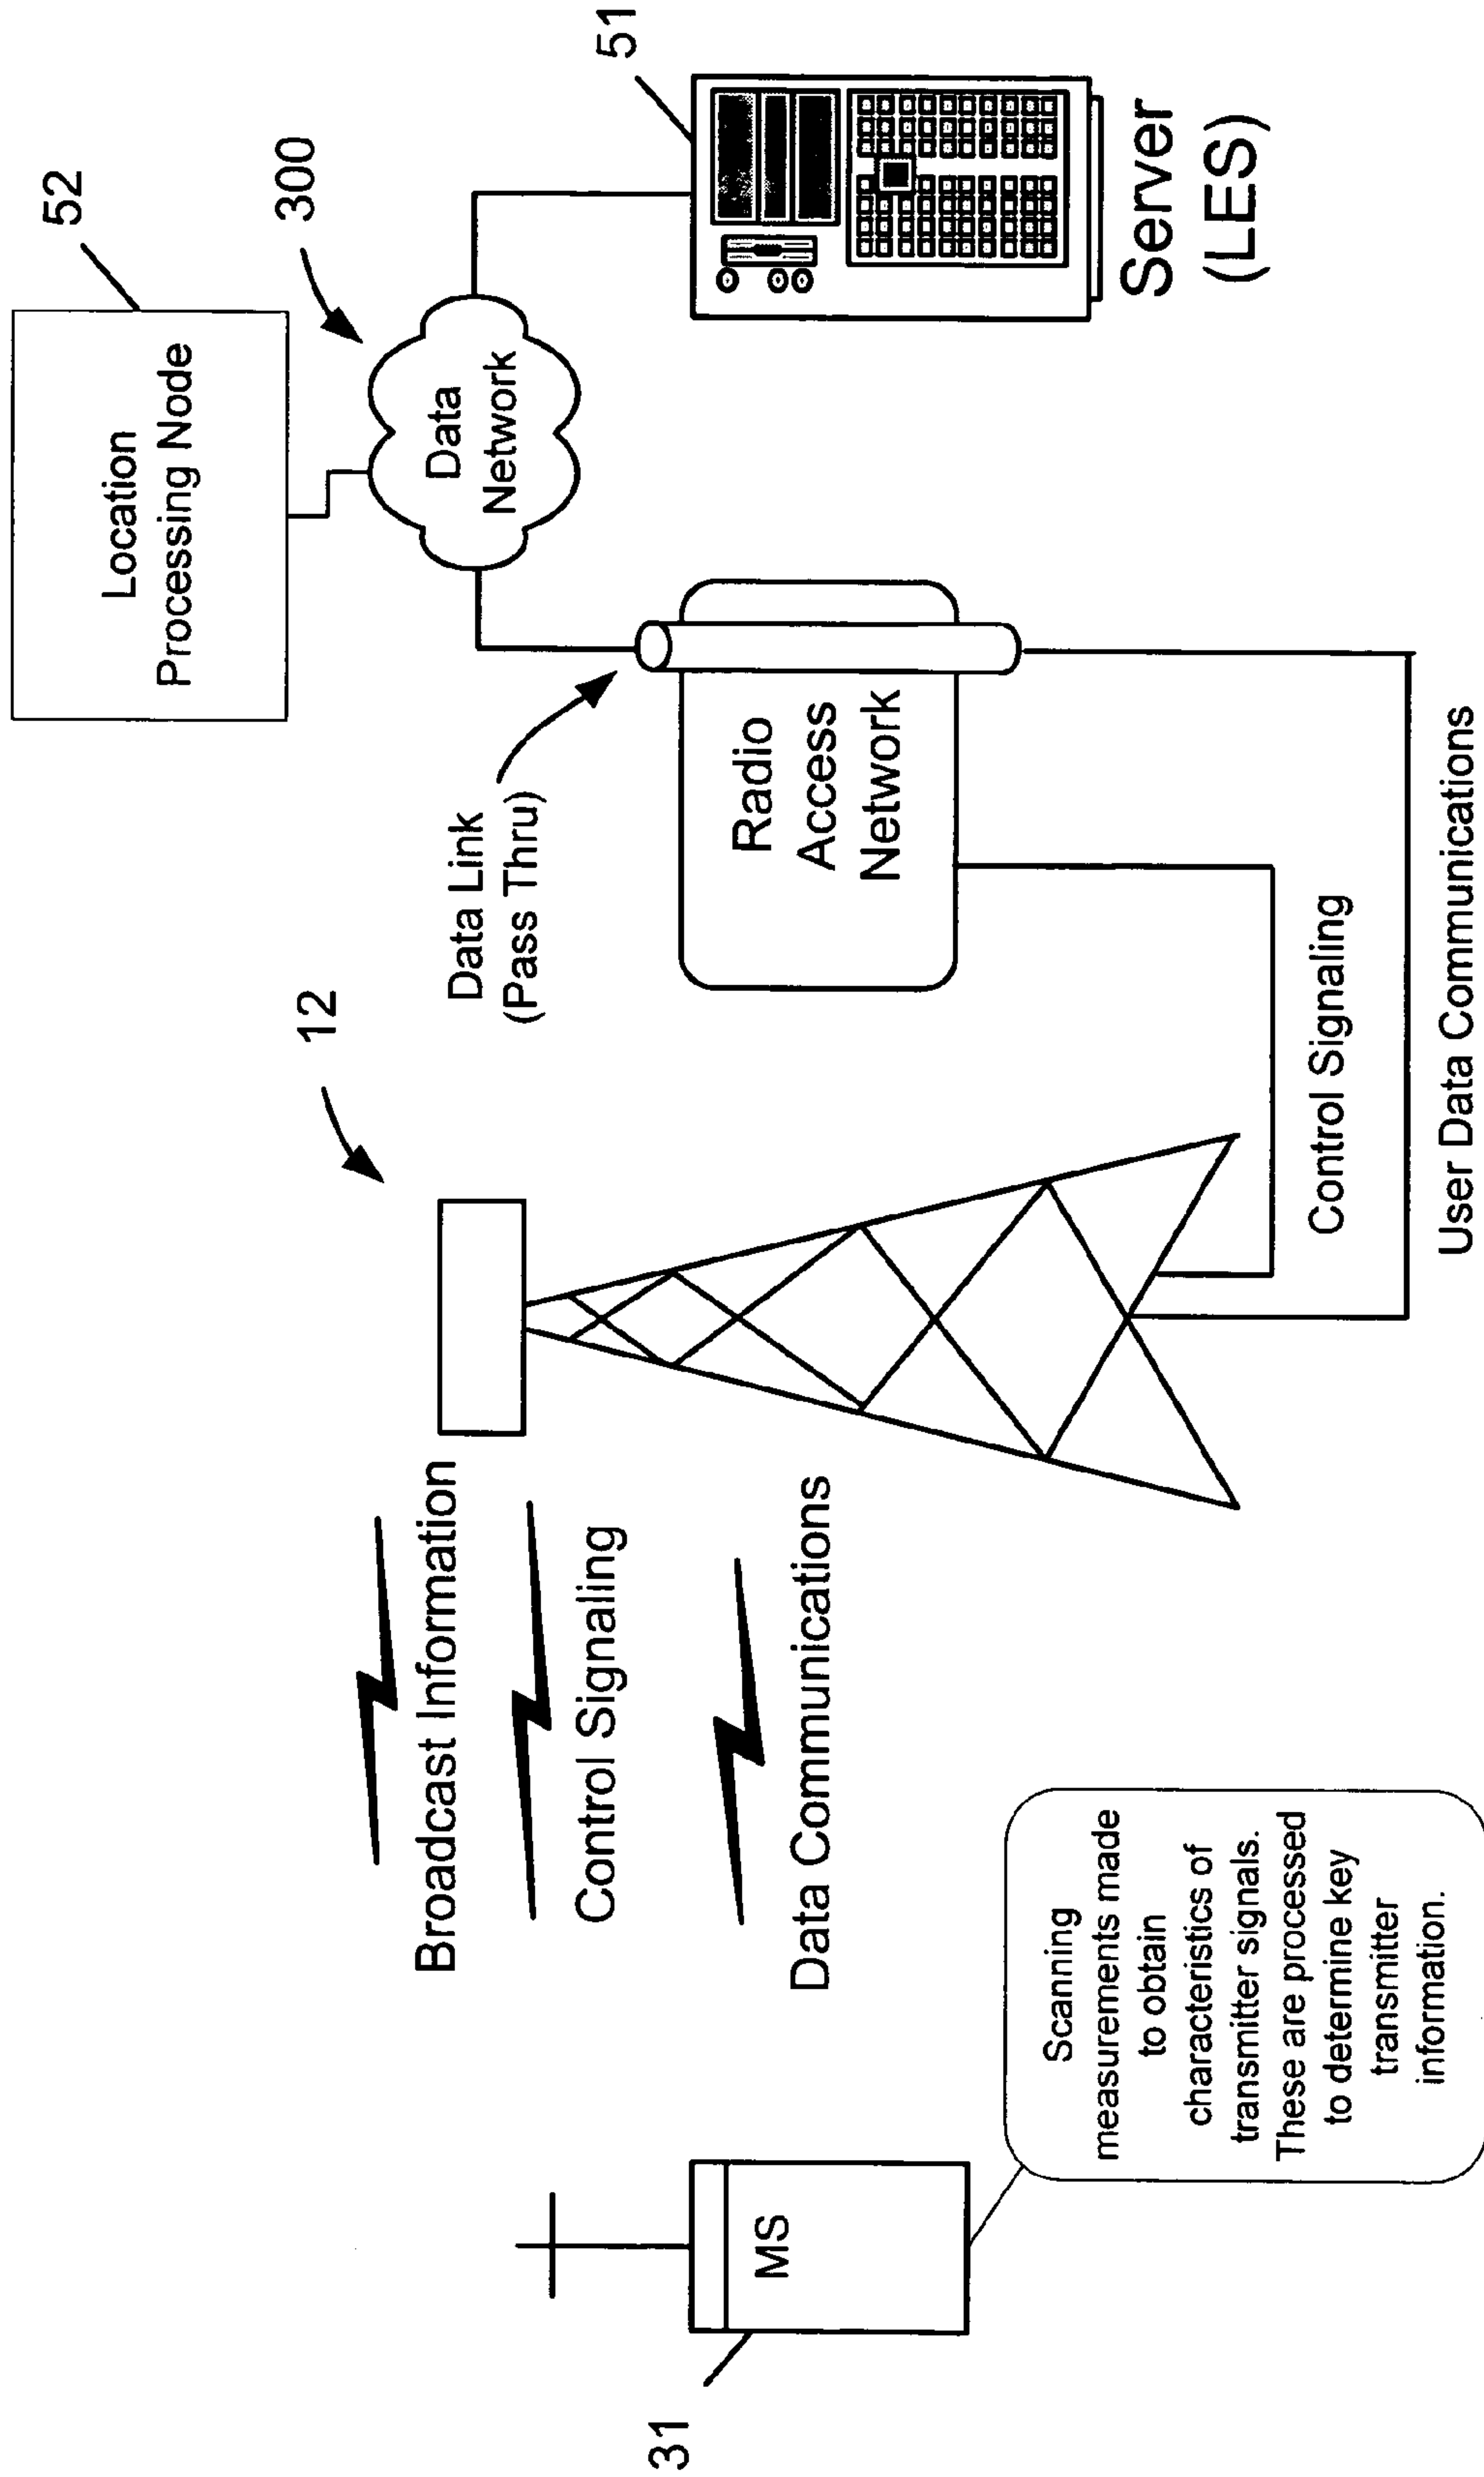 52
Location
Processing Node
300
Data
Network
51
Server
(LES)
Data Link
(Pass Thru)
Radio
Access
Network
12
Control Signaling
User Data Communications
Broadcast Information
Control Signaling
Data Communications
MS
31
Scanning
measurements made
to obtain
characteristics of
transmitter signals.
These are processed
to determine key
transmitter
information.